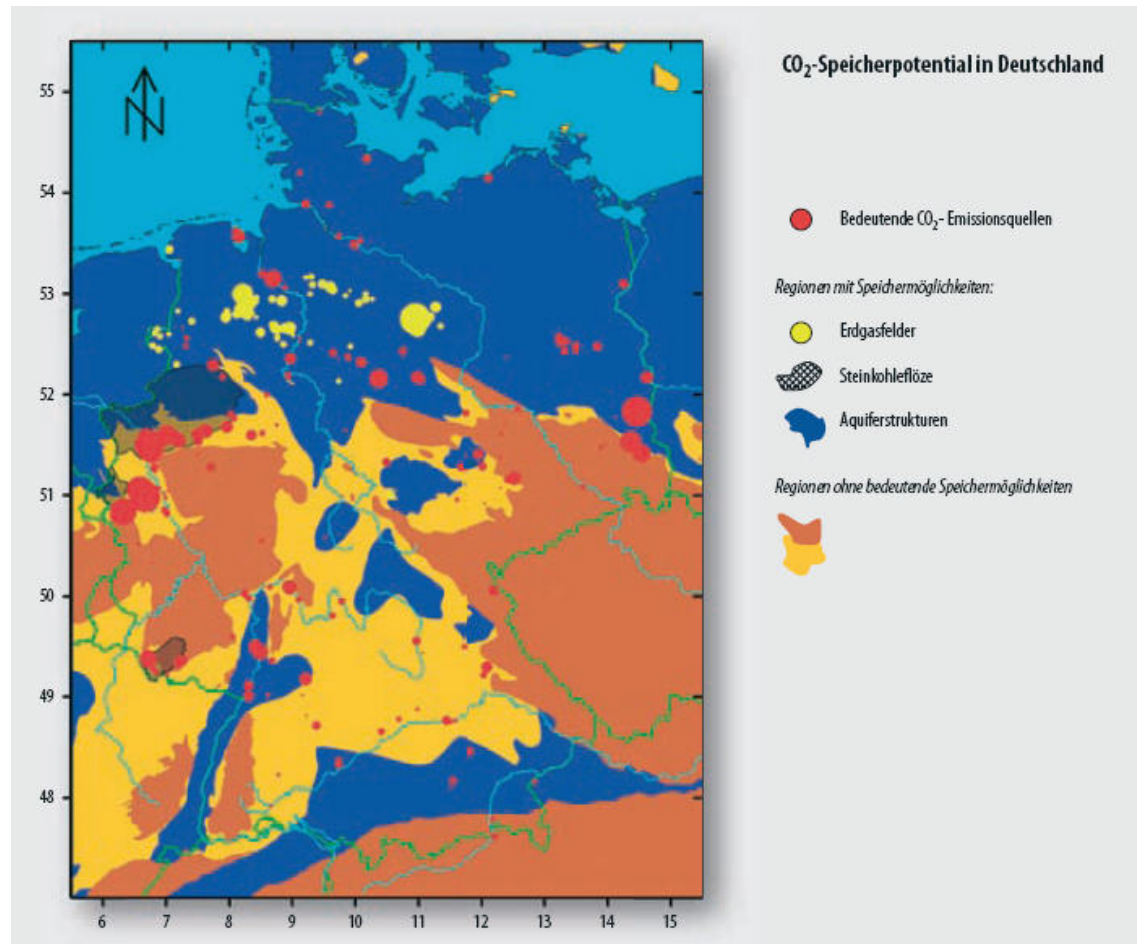 CO₂-Speicherpotential in Deutschland
N
55
54
53
52
51
50
49
48
6 7 8 9 10 11 12 13 14 15
Bedeutende CO₂- Emissionsquellen
Regionen mit Speichermöglichkeiten:
Erdgasfelder
Steinkohleflöze
Aquiferstrukturen
Regionen ohne bedeutende Speichermöglichkeiten